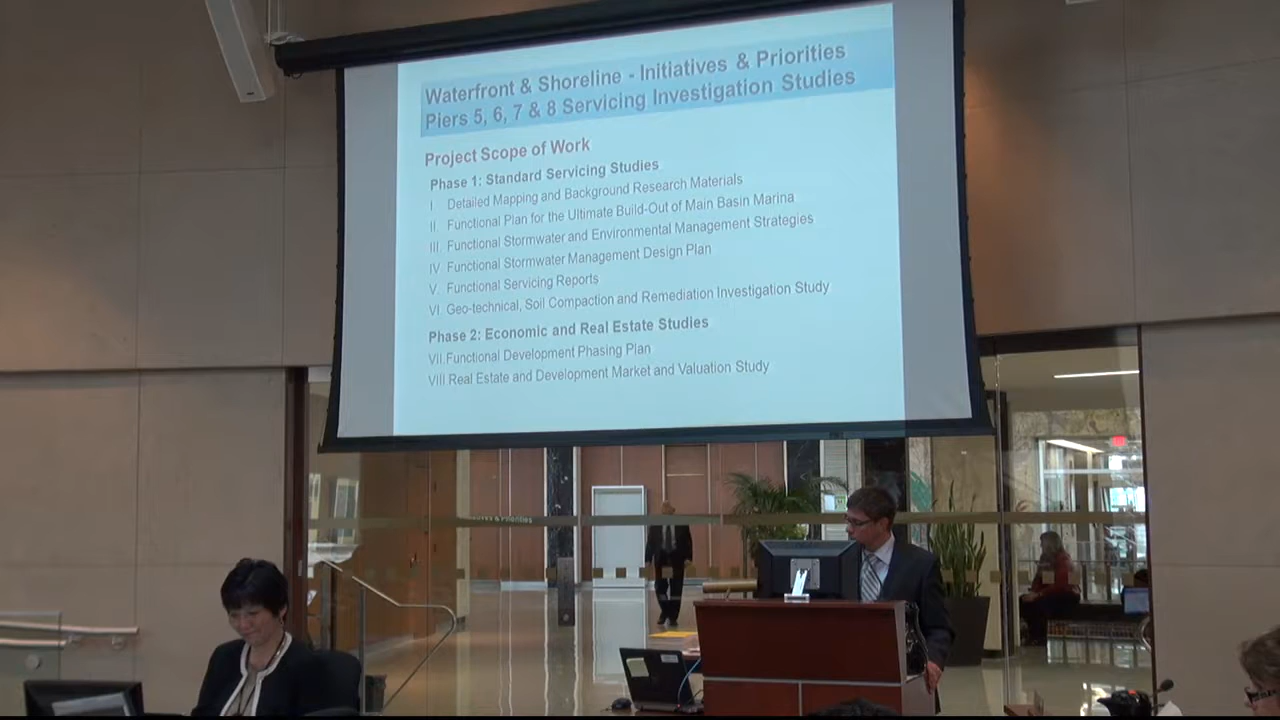 Waterfront & Shoreline - Initiatives & Priorities
Piers 5, 6, 7 & 8 Servicing Investigation Studies
Project Scope of Work
Phase 1: Standard Servicing Studies
I Detailed Mapping and Background Research Materials
II. Functional Plan for the Ultimate Build-Out of Main Basin Marina
III. Functional Stormwater and Environmental Management Strategies
IV Functional Stormwater Management Design Plan
V. Functional Servicing Reports
VI. Geo-technical, Soil Compaction and Remediation Investigation Study
Phase 2: Economic and Real Estate Studies
VII. Functional Development Phasing Plan
VIII Real Estate and Development Market and Valuation Study
& Priorities